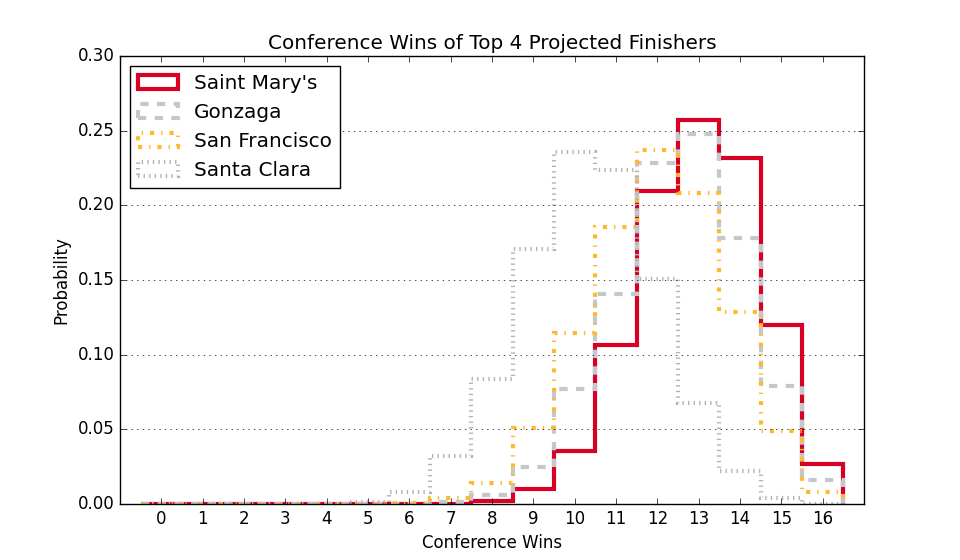 Conference Wins of Top 4 Projected Finishers
Saint Mary's
Gonzaga
San Francisco
Santa Clara
0.30
0.25
0.20
0.15
0.10
0.05
0.00
Probability
0 1 2 3 4 5 6 7 8 9 10 11 12 13 14 15 16
Conference Wins